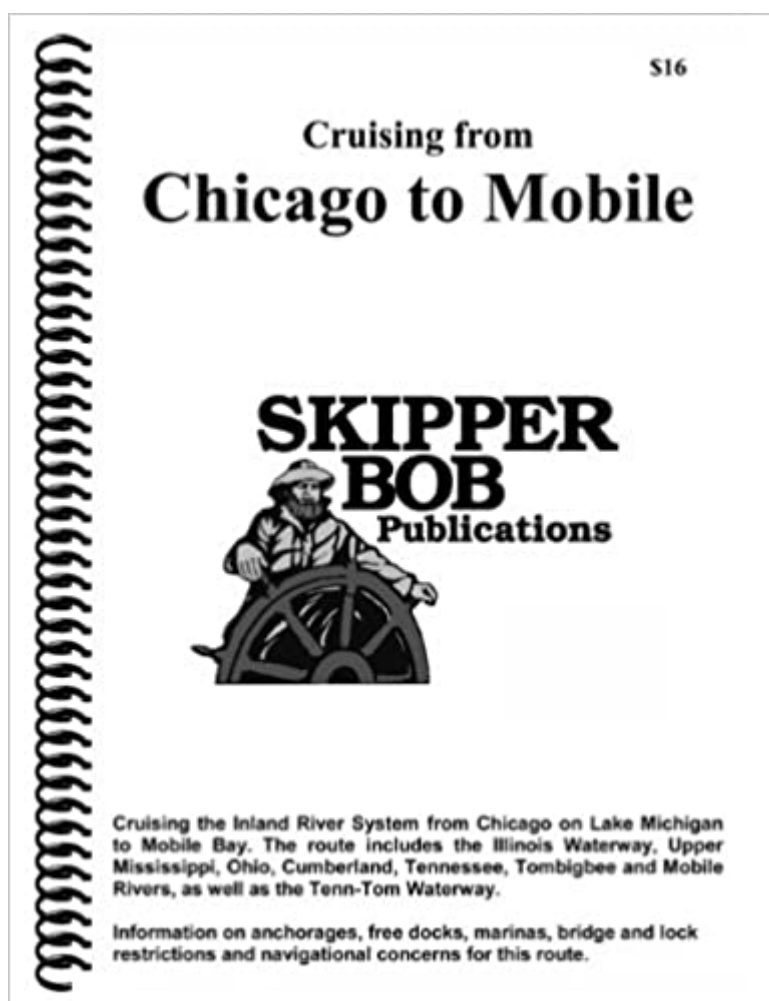 $16
Cruising from
Chicago to Mobile
SKIPPER
BOB
Publications
Cruising the Inland River System from Chicago on Lake Michigan
to Mobile Bay. The route includes the Illinois Waterway, Upper
Mississippi, Ohio, Cumberland, Tennessee, Tombigbee and Mobile
Rivers, as well as the Tenn-Tom Waterway.
Information on anchorages, free docks, marinas, bridge and lock
restrictions and navigational concerns for this route.